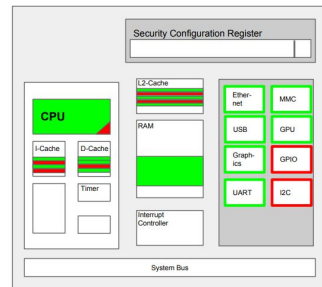 Security Configuration Register
CPU
I-Cache
D-Cache
Timer
L2-Cache
RAM
Interrupt
Controller
Ether-
net
MMC
USB
GPU
Graph-
ics
GPIO
UART
I2C
System Bus